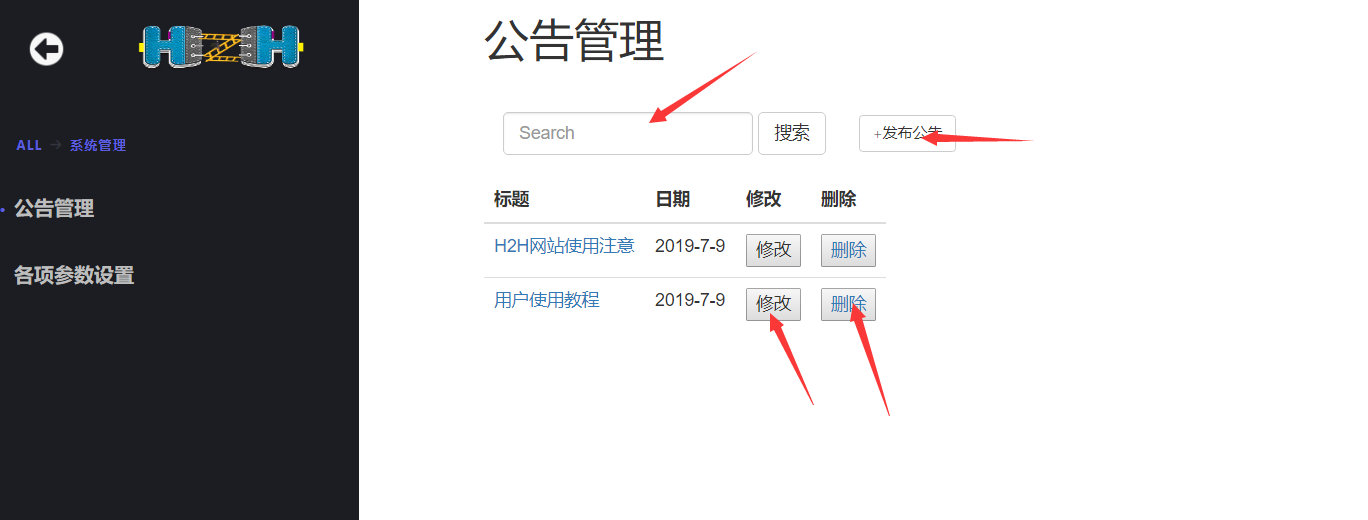 H2H
公告管理
Search
搜索
+发布公告
ALL → 系统管理
公告管理
各项参数设置
标题 日期 修改 删除
H2H网站使用注意 2019-7-9 修改 删除
用户使用教程 2019-7-9 修改 删除